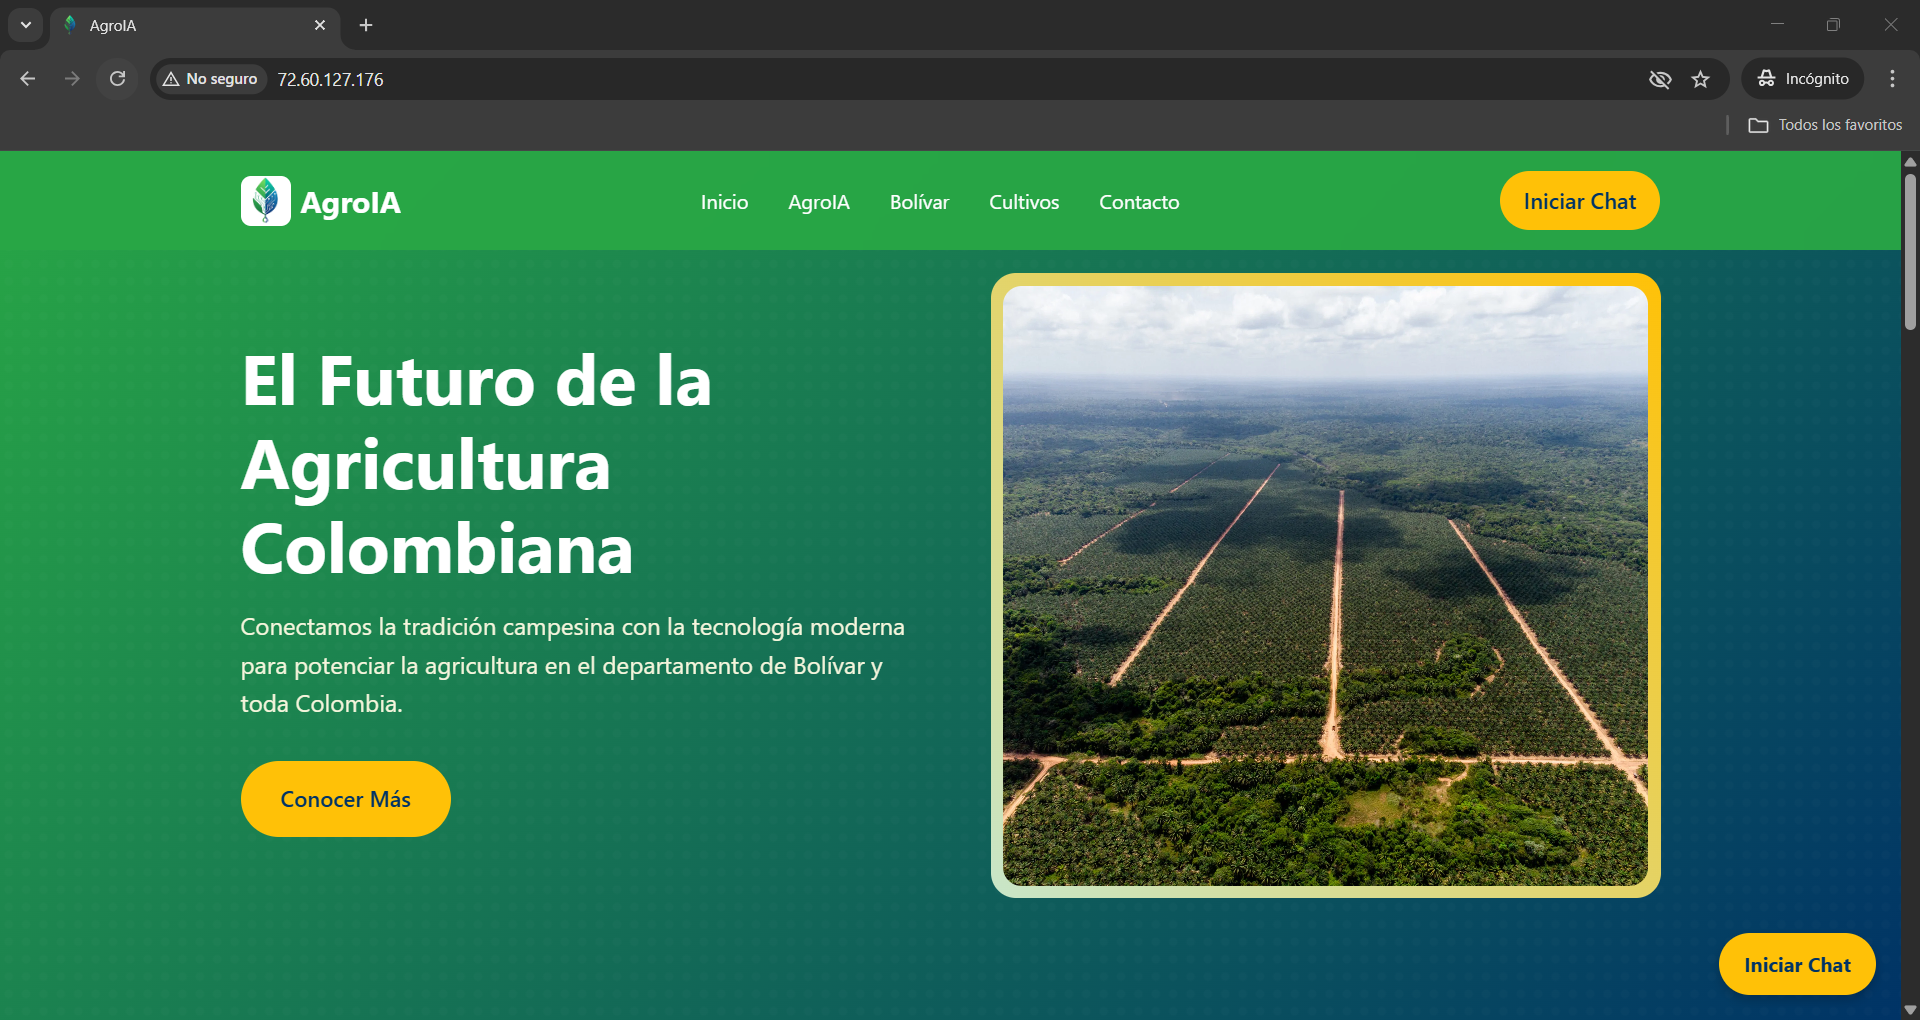 AgroIA
No seguro
72.60.127.176
Incógnito
Todos los favoritos
AgroIA
Inicio
AgroIA
Bolívar
Cultivos
Contacto
Iniciar Chat
El Futuro de la
Agricultura
Colombiana
Conectamos la tradición campesina con la tecnología moderna
para potenciar la agricultura en el departamento de Bolívar y
toda Colombia.
Conocer Más
Iniciar Chat